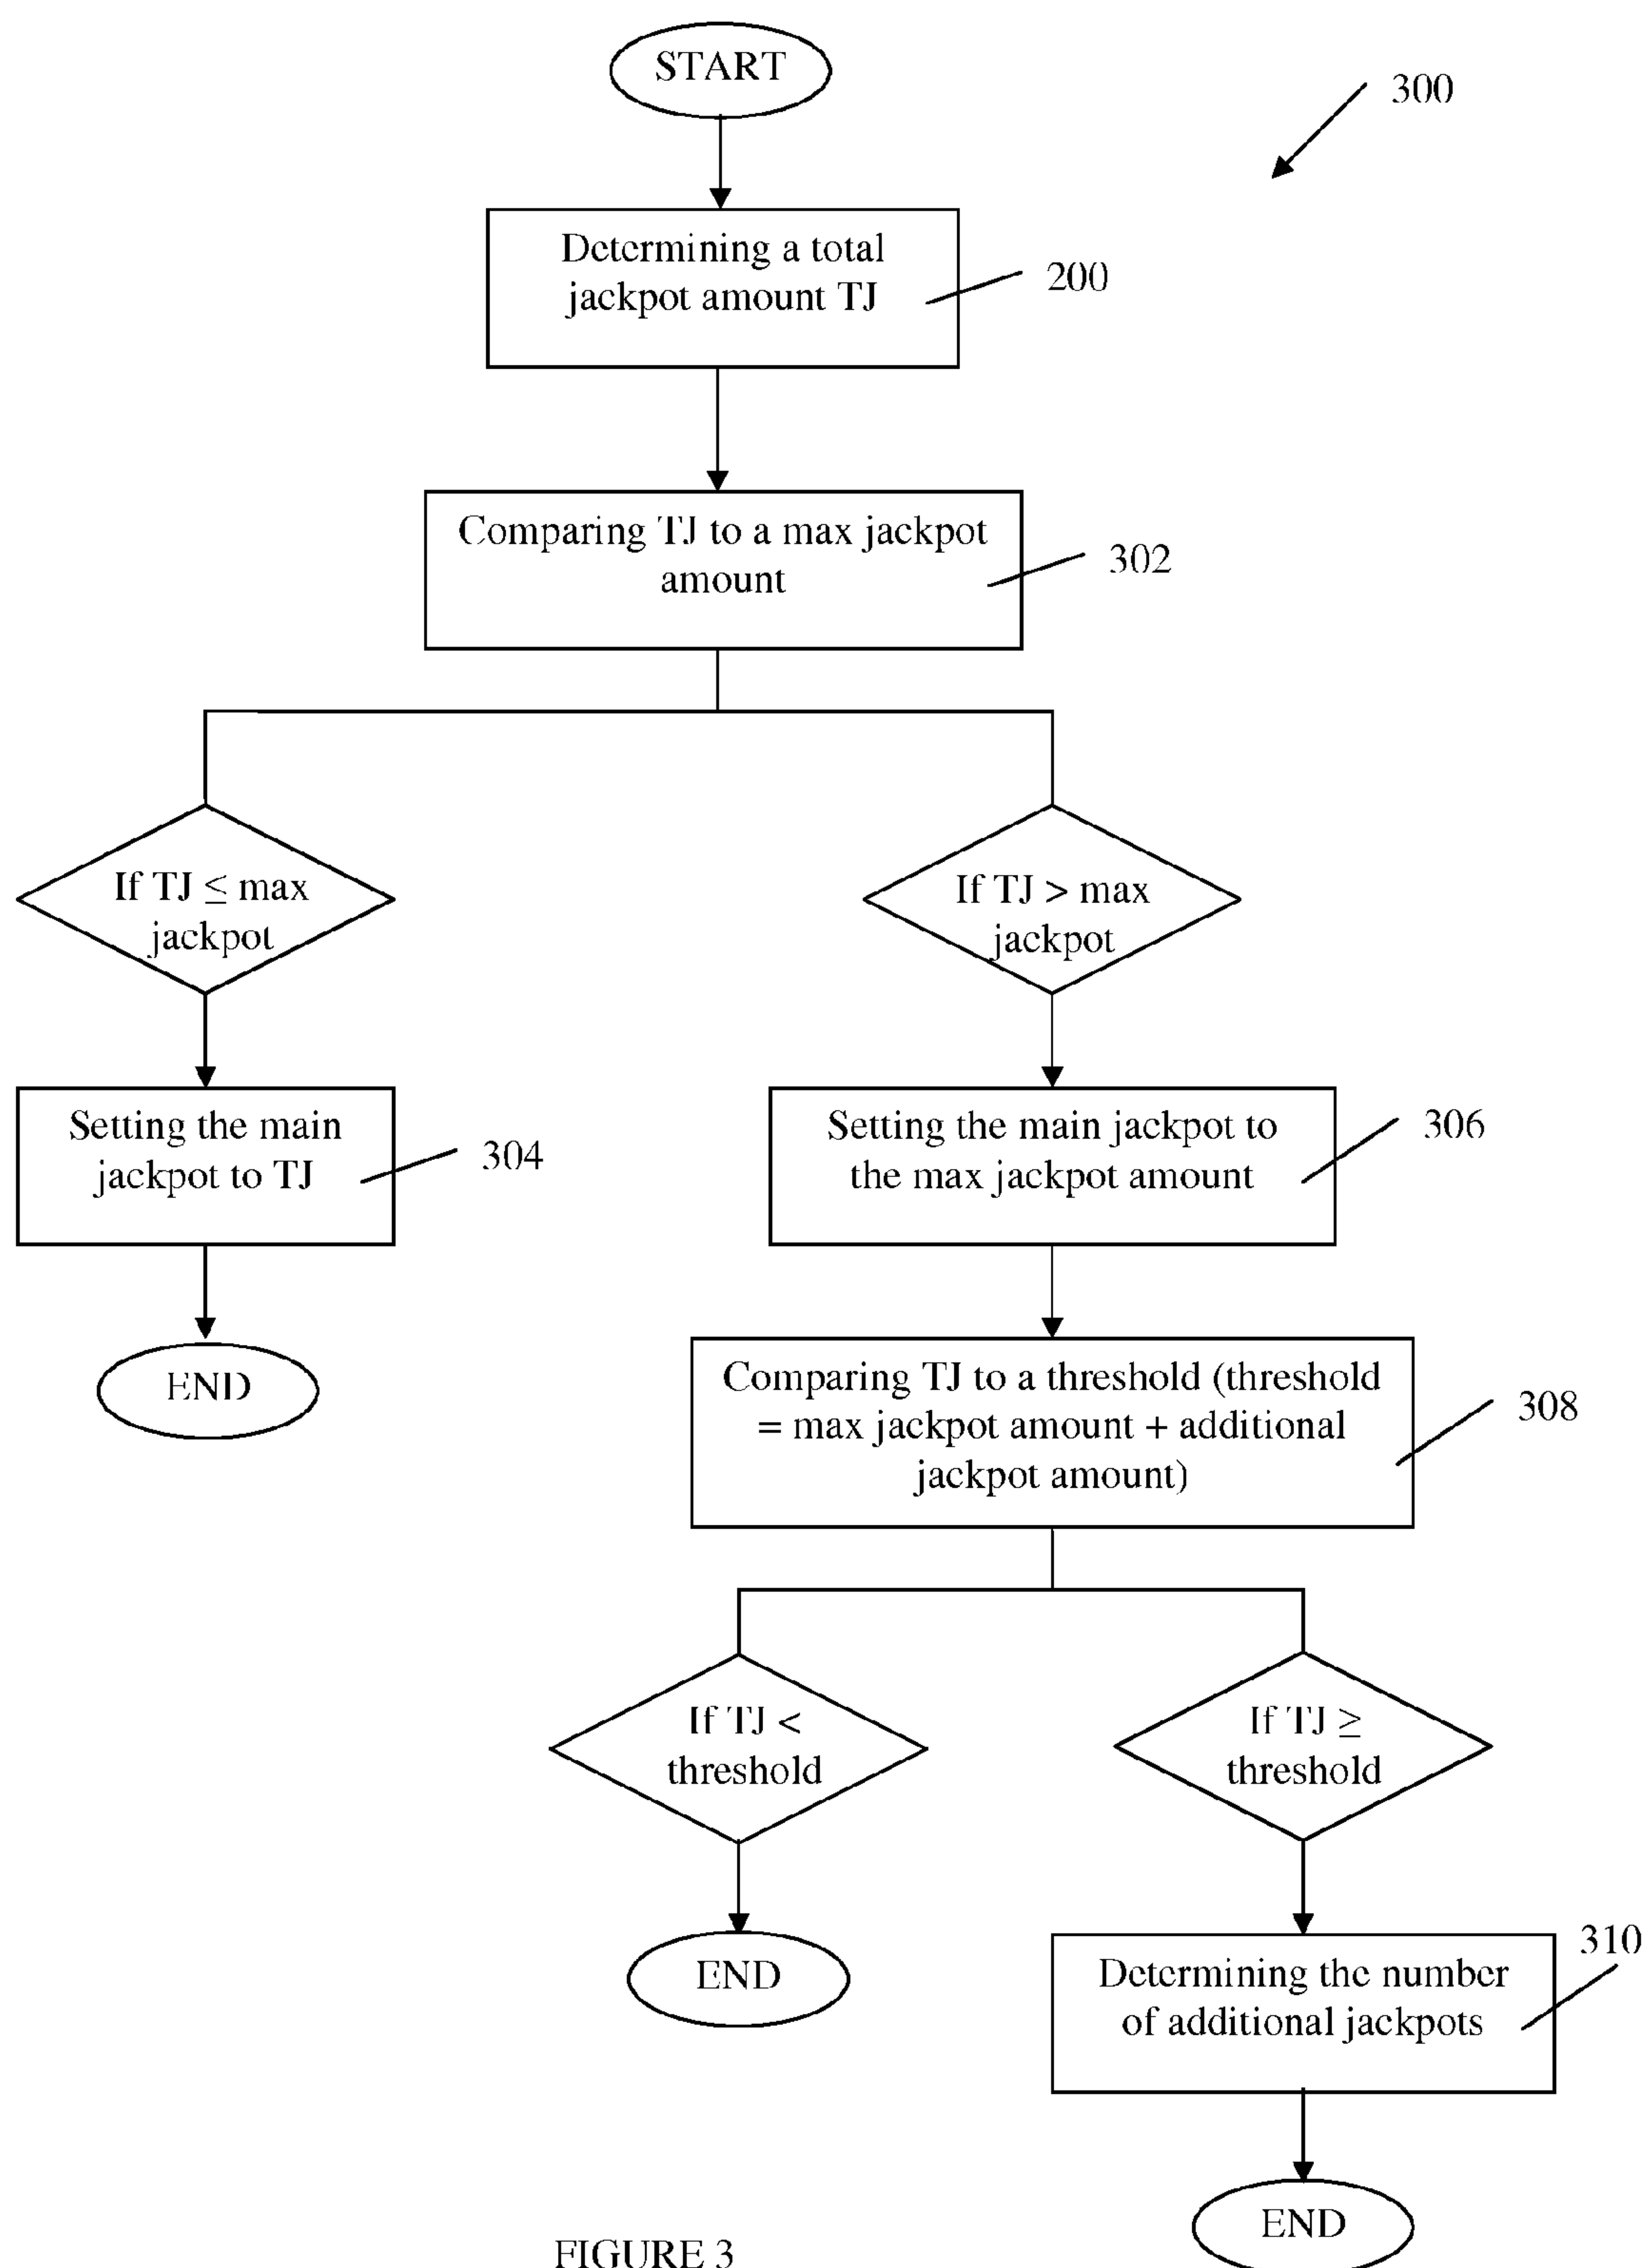 START
300
Determining a total
jackpot amount TJ
200
Comparing TJ to a max jackpot
amount
302
If TJ ≤ max
jackpot
If TJ > max
jackpot
Setting the main
jackpot to TJ
304
Setting the main jackpot to
the max jackpot amount
306
END
Comparing TJ to a threshold (threshold
= max jackpot amount + additional
jackpot amount)
308
If TJ <
threshold
If TJ ≥
threshold
END
310
Determining the number
of additional jackpots
END
FIGURE 3